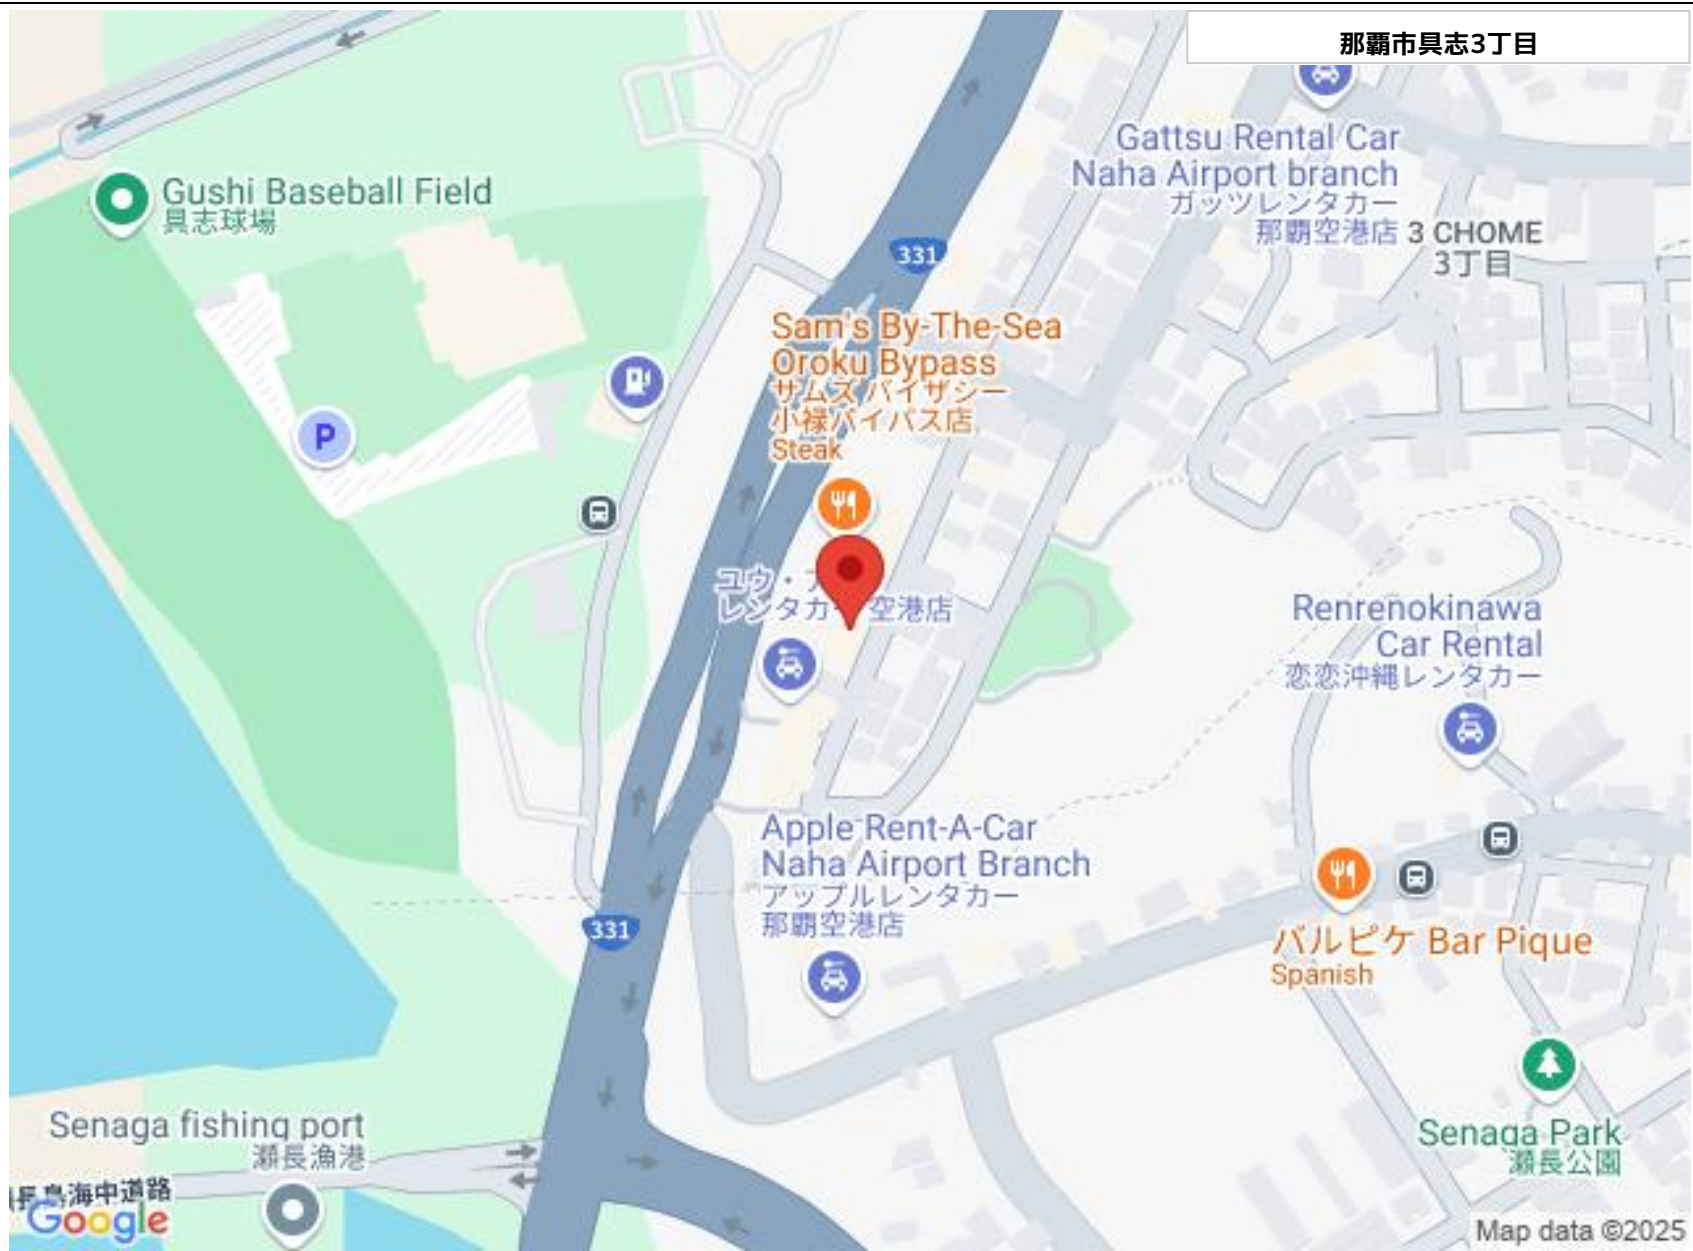 那覇市具志3丁目
Gushi Baseball Field
具志球場
Gattsu Rental Car
Naha Airport branch
ガッツレンタカー
那覇空港店
3 CHOME
3丁目
331
Sam's By-The-Sea
Oroku Bypass
サムズ バイザシー
小禄バイパス店
Steak
P
ユウ・ア
レンタカー 空港店
Renrenokinawa
Car Rental
恋恋沖縄レンタカー
Apple Rent-A-Car
Naha Airport Branch
アップルレンタカー
那覇空港店
331
バルピケ Bar Pique
Spanish
Senaga fishing port
瀬長漁港
Senaga Park
瀬長公園
長島海中道路
Google
Map data ©2025